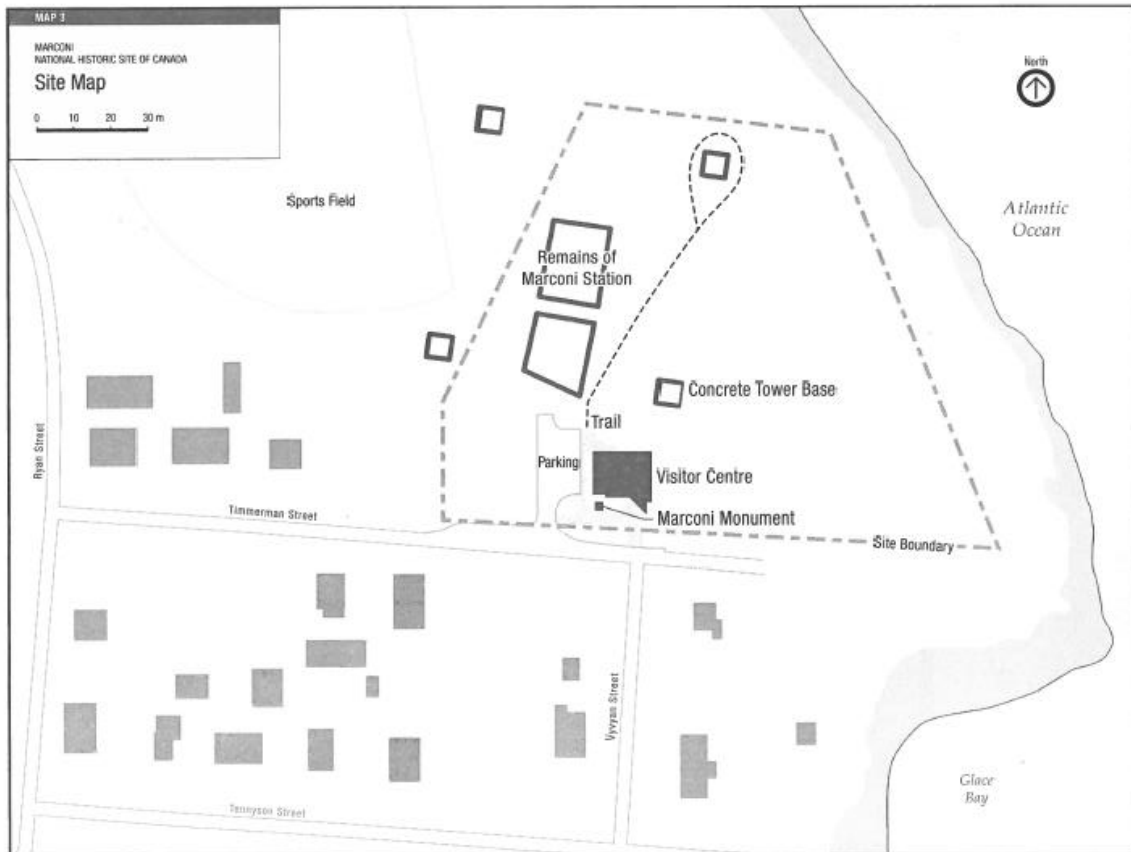 MAP 3
MARCONI
NATIONAL HISTORIC SITE OF CANADA
Site Map
0 10 20 30 m
North
Sports Field
Atlantic
Ocean
Remains of
Marconi Station
Concrete Tower Base
Trail
Parking
Visitor Centre
Ryan Street
Timmerman Street
Marconi Monument
Site Boundary
Vyvyan Street
Glace
Bay
Tennyson Street